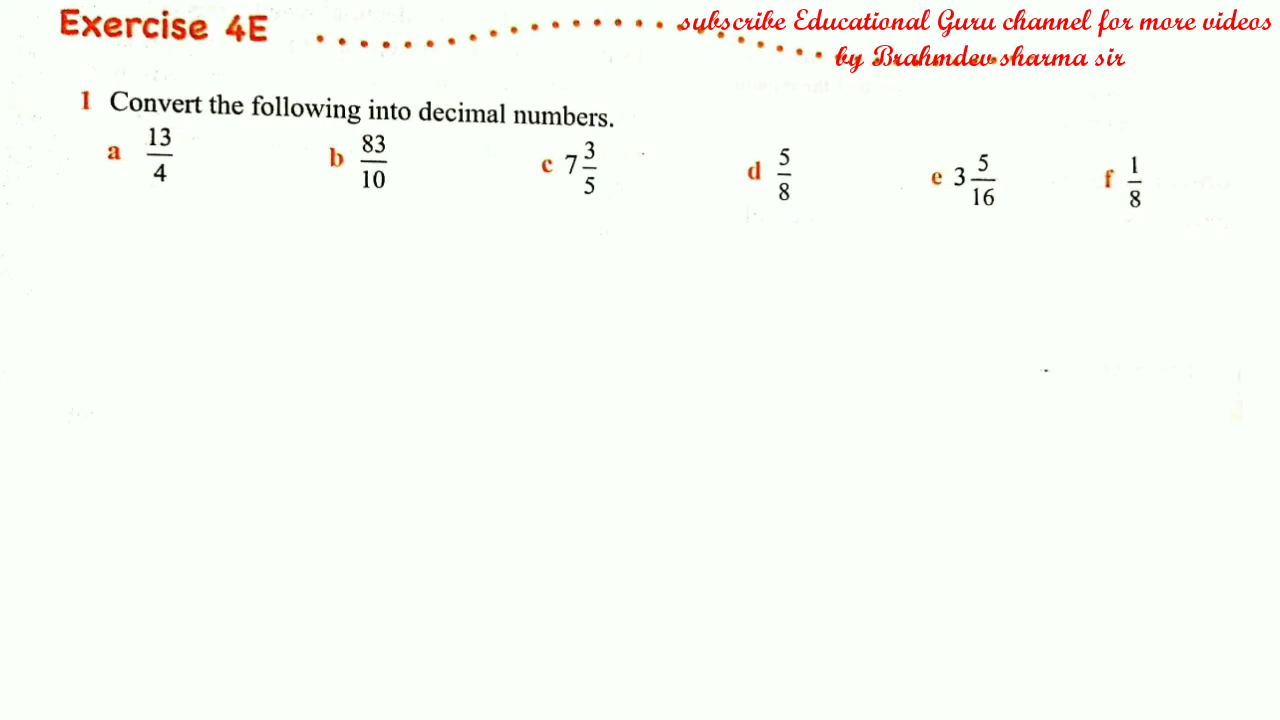 Exercise 4E
subscribe Educational Guru channel for more videos
by Brahmdev sharma sir
1 Convert the following into decimal numbers.
a 13/4 b 83/10 c 7 3/5 d 5/8 e 3 5/16 f 1/8